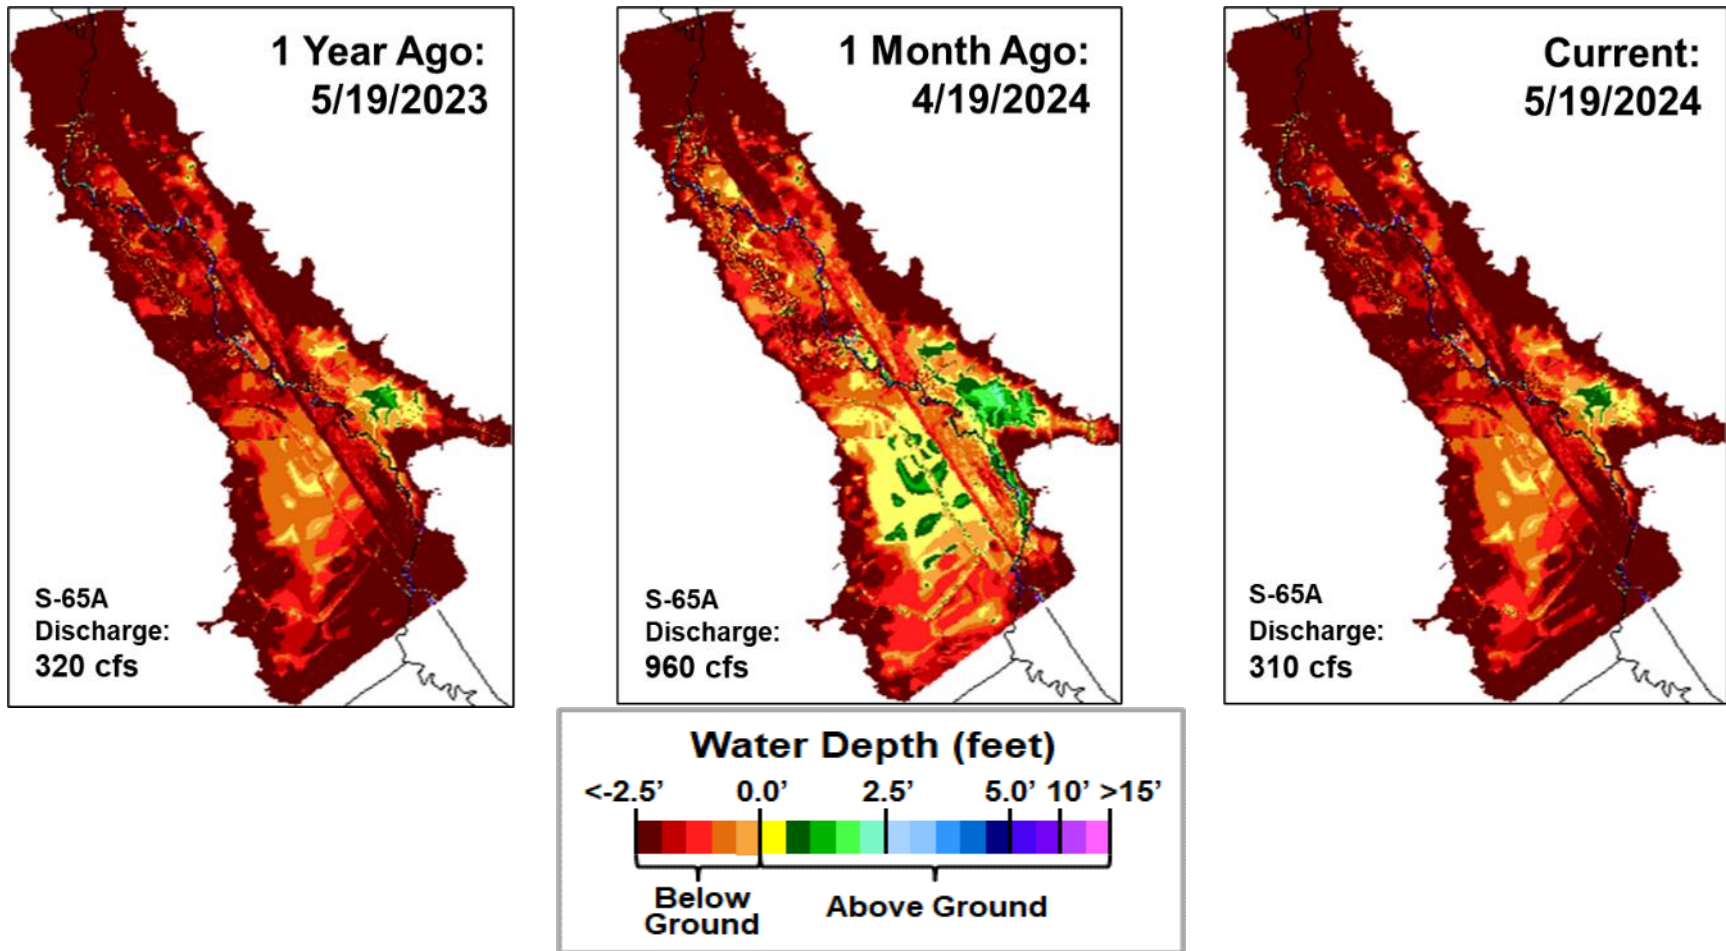 1 Year Ago:
5/19/2023
S-65A
Discharge:
320 cfs
1 Month Ago:
4/19/2024
S-65A
Discharge:
960 cfs
Current:
5/19/2024
S-65A
Discharge:
310 cfs
Water Depth (feet)
<-2.5’ 0.0’ 2.5’ 5.0’ 10’ >15’
Below
Ground
Above Ground